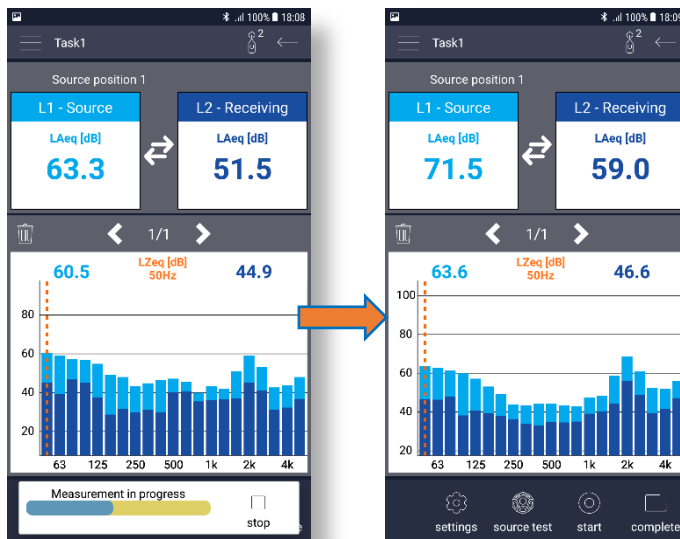 100% 18:08
Task1
2
Source position 1
L1 - Source
L2 - Receiving
LAeq [dB]
LAeq [dB]
63.3
51.5
1/1
60.5
LZeq [dB]
50Hz
44.9
80
60
40
20
63 125 250 500 1k 2k 4k
Measurement in progress
stop
e
100% 18:09
Task1
2
Source position 1
L1 - Source
L2 - Receiving
LAeq [dB]
LAeq [dB]
71.5
59.0
1/1
63.6
LZeq [dB]
50Hz
46.6
100
80
60
40
20
63 125 250 500 1k 2k 4k
settings source test start complete